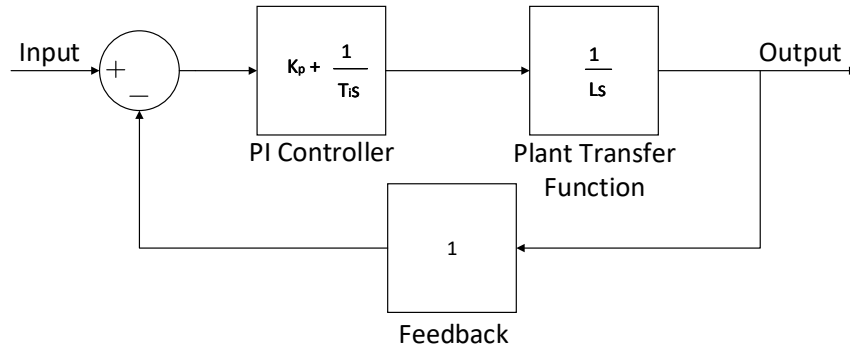 Input
+
−
Kₚ + 1
Tᵢs
1
Ls
Output
PI Controller
Plant Transfer
Function
1
Feedback